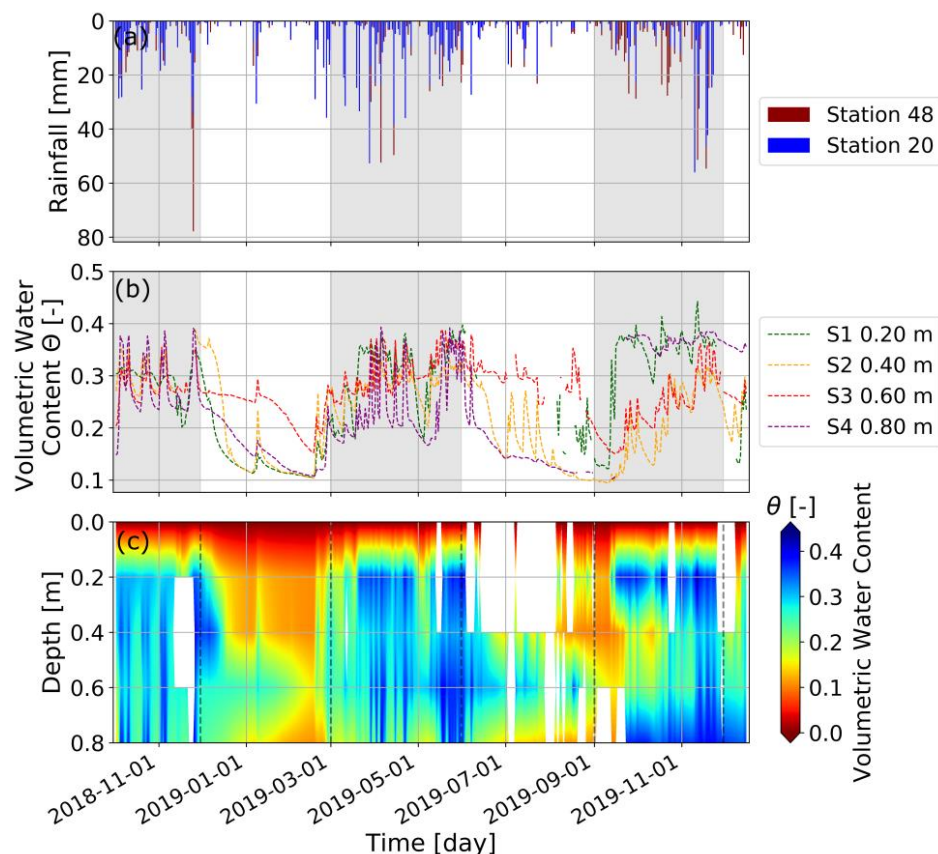 (a)
0
20
40
60
80
Rainfall [mm]
Station 48
Station 20
(b)
0.5
0.4
0.3
0.2
0.1
Volumetric Water
Content Θ [-]
S1 0.20 m
S2 0.40 m
S3 0.60 m
S4 0.80 m
(c)
0.0
0.2
0.4
0.6
0.8
Depth [m]
θ [-]
0.4
0.3
0.2
0.1
0.0
Volumetric Water Content
2018-11-01
2019-01-01
2019-03-01
2019-05-01
2019-07-01
2019-09-01
2019-11-01
Time [day]